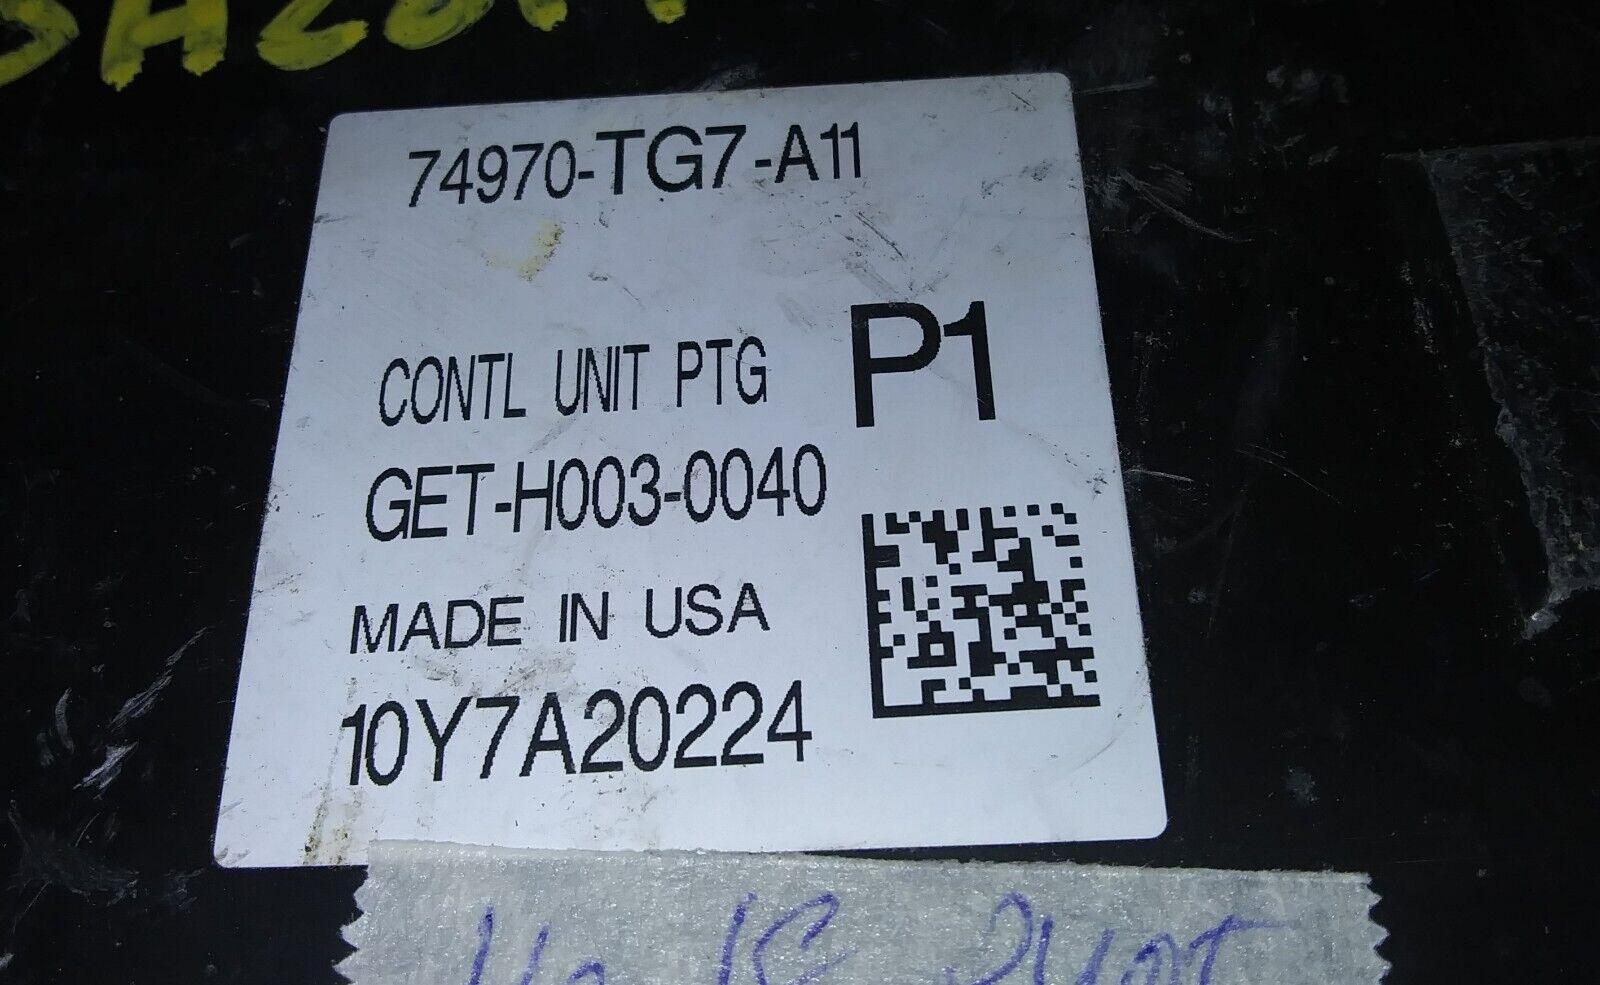 74970-TG7-A11
P1
CONTL UNIT PTG
GET-H003-0040
MADE IN USA
10Y7A20224